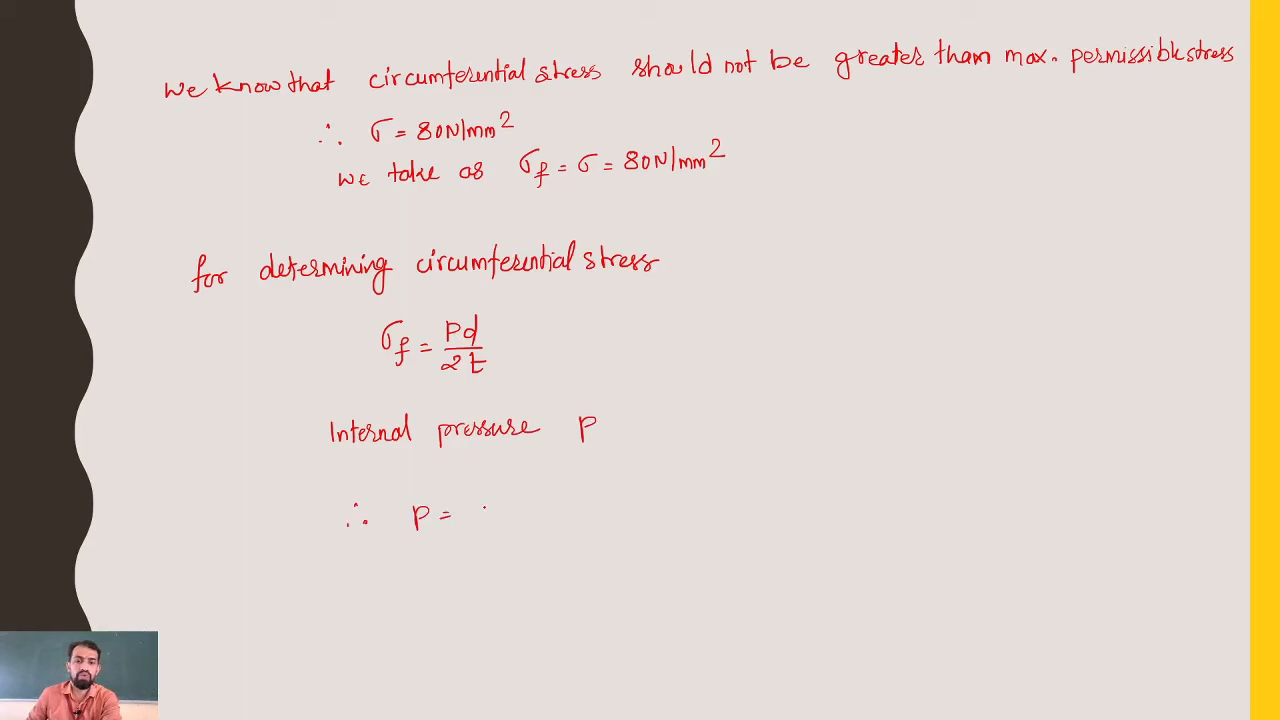 We know that circumferential stress should not be greater than max. permissible stress
∴ σ = 80N/mm²
we take as σf = σ = 80N/mm²
for determining circumferential stress
σf = Pd/2t
Internal pressure P
∴ P =